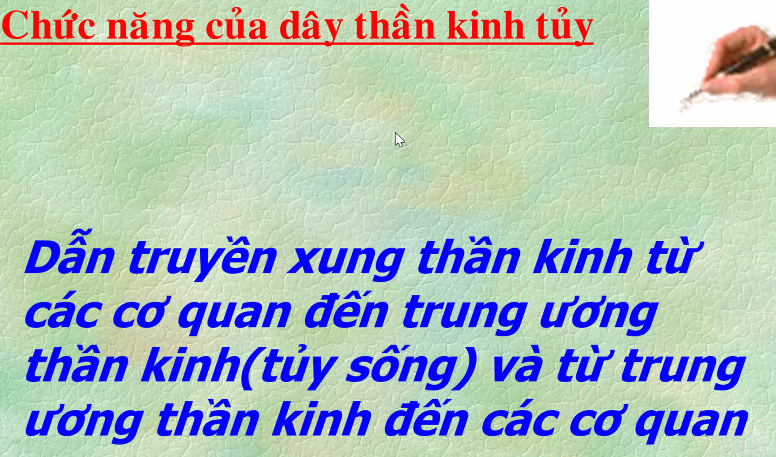 Chức năng của dây thần kinh tủy
Dẫn truyền xung thần kinh từ
các cơ quan đến trung ương
thần kinh(tủy sống) và từ trung
ương thần kinh đến các cơ quan